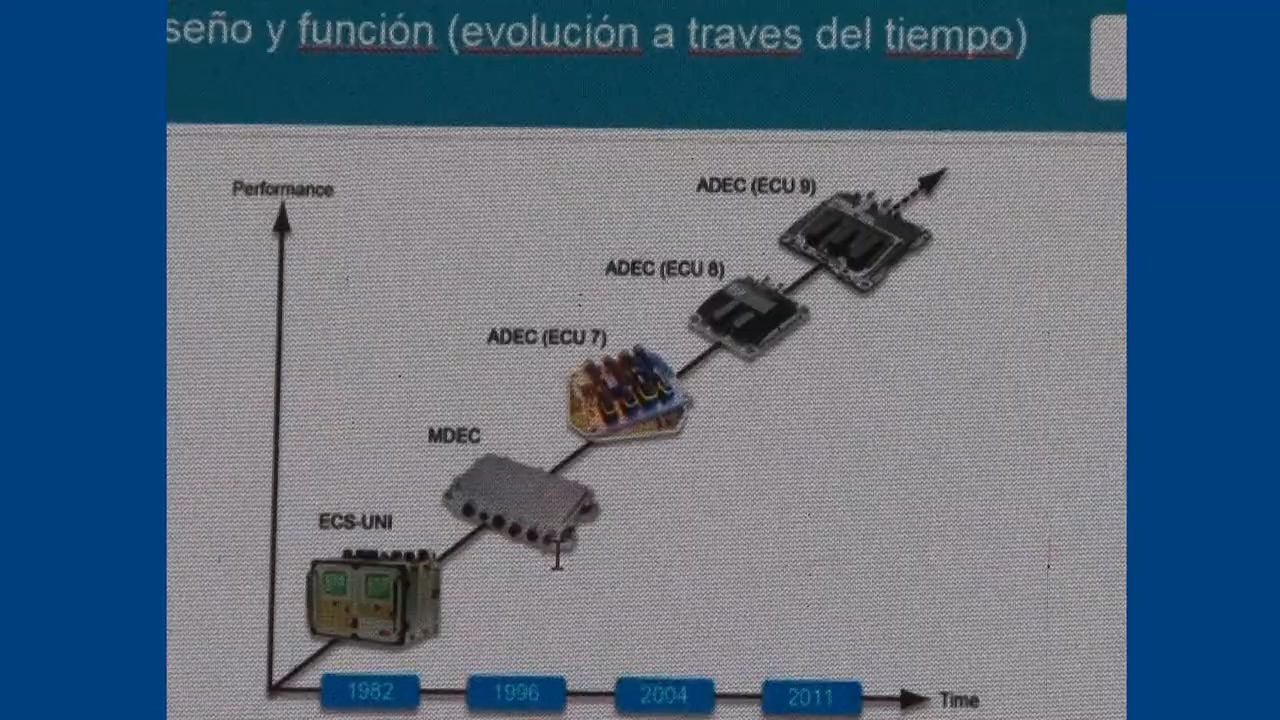 seño y función (evolución a traves del tiempo)
Performance
ADEC (ECU 9)
ADEC (ECU 8)
ADEC (ECU 7)
MDEC
ECS-UNI
1982
1996
2004
2011
Time